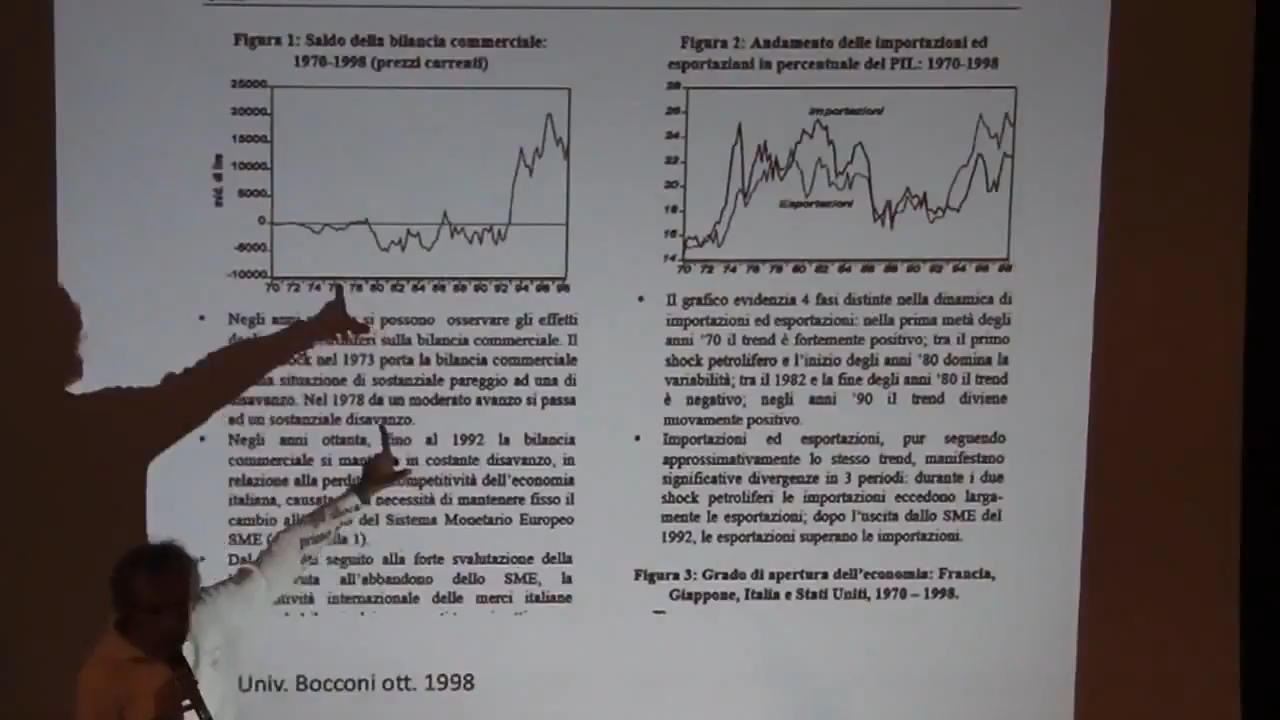 Figura 1: Saldo della bilancia commerciale:
1970-1998 (prezzi correnti)
25000
20000
15000
10000
5000
0
-5000
-10000
mld. di lire
70 72 74 76 78 80 82 84 86 88 90 92 94 96 98
Negli anni si possono osservare gli effetti
sulla bilancia commerciale. Il
nel 1973 porta la bilancia commerciale
situazione di sostanziale pareggio ad una di
disavanzo. Nel 1978 da un moderato avanzo si passa
ad un sostanziale disavanzo.
Negli anni ottanta, fino al 1992 la bilancia
commerciale si in costante disavanzo, in
relazione alla competitività dell'economia
italiana, necessità di mantenere fisso il
cambio del Sistema Monetario Europeo
SME
seguito alla forte svalutazione della
all'abbandono dello SME, la
internazionale delle merci italiane
Figura 2: Andamento delle importazioni ed
esportazioni in percentuale del PIL: 1970-1998
28
26
24
22
20
18
16
14
Importazioni
Esportazioni
70 72 74 76 78 80 82 84 86 88 90 92 94 96 98
Il grafico evidenzia 4 fasi distinte nella dinamica di
importazioni ed esportazioni: nella prima metà degli
anni '70 il trend è fortemente positivo; tra il primo
shock petrolifero e l'inizio degli anni '80 domina la
variabilità; tra il 1982 e la fine degli anni '80 il trend
è negativo; negli anni '90 il trend diviene
nuovamente positivo.
Importazioni ed esportazioni, pur seguendo
approssimativamente lo stesso trend, manifestano
significative divergenze in 3 periodi: durante i due
shock petroliferi le importazioni eccedono larga-
mente le esportazioni; dopo l'uscita dallo SME del
1992, le esportazioni superano le importazioni.
Figura 3: Grado di apertura dell'economia: Francia,
Giappone, Italia e Stati Uniti, 1970 – 1998.
Univ. Bocconi ott. 1998